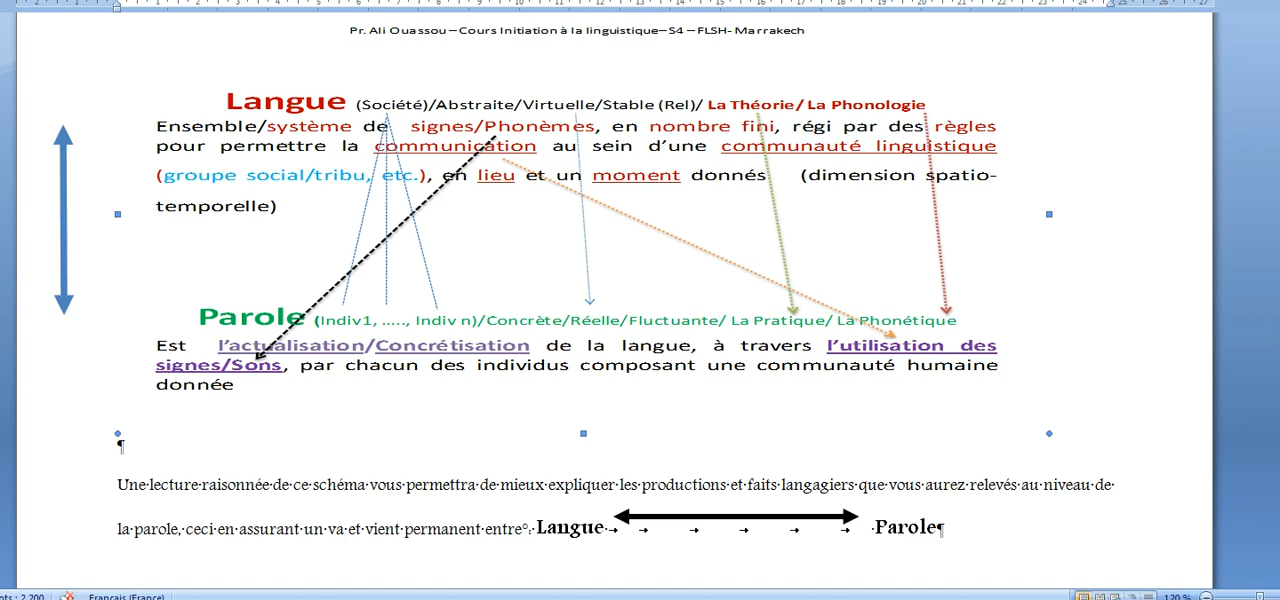 Pr. Ali Ouassou – Cours Initiation à la linguistique– S4 – FLSH- Marrakech
Langue (Société)/Abstraite/Virtuelle/Stable (Rel)/ La Théorie/ La Phonologie
Ensemble/système de signes/Phonèmes, en nombre fini, régi par des règles
pour permettre la communication au sein d’une communauté linguistique
(groupe social/tribu, etc.), en lieu et un moment donnés (dimension spatio-
temporelle)
Parole (Indiv1, ....., Indiv n)/Concrète/Réelle/Fluctuante/ La Pratique/ La Phonétique
Est l’actualisation/Concrétisation de la langue, à travers l’utilisation des
signes/Sons, par chacun des individus composant une communauté humaine
donnée
Une lecture raisonnée de ce schéma vous permettra de mieux expliquer les productions et faits langagiers que vous aurez relevés au niveau de
la parole, ceci en assurant un va et vient permanent entre : Langue Parole
: 2 200 Français (France) 120 %